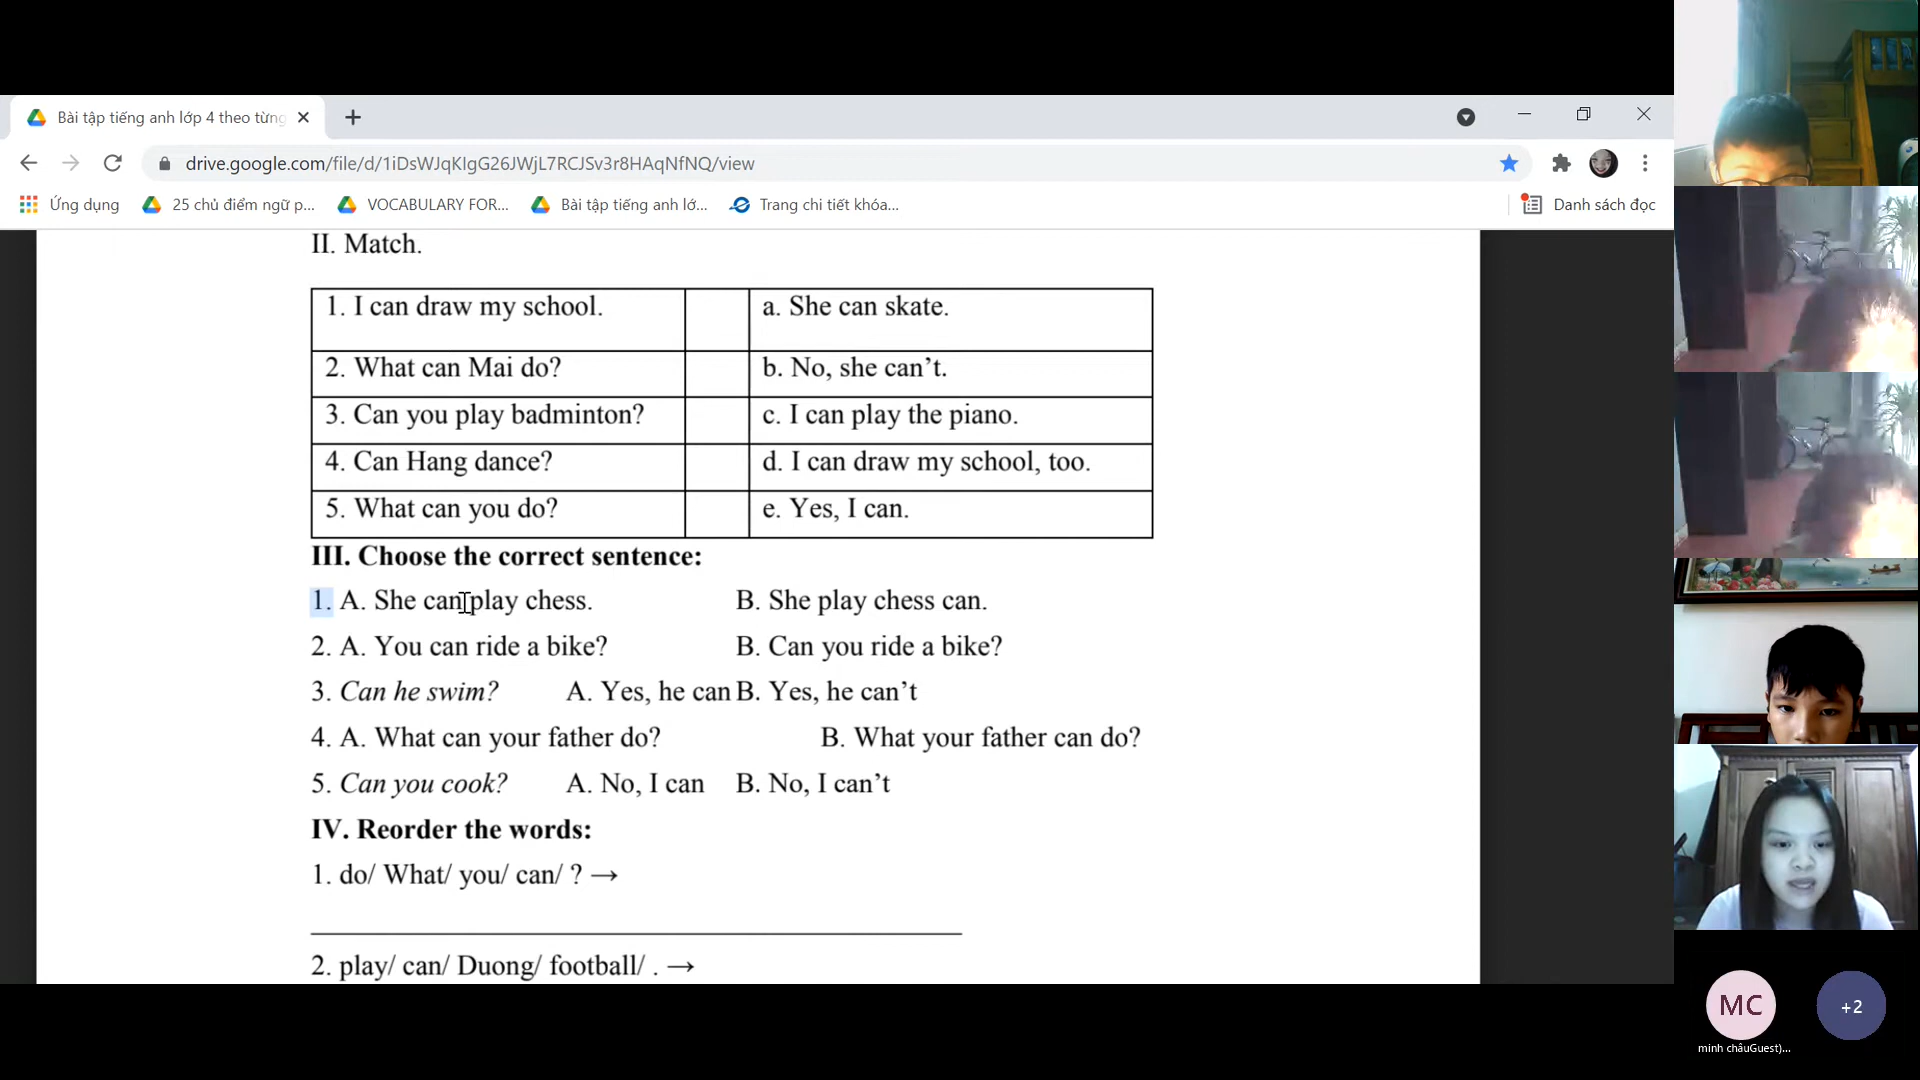 Bài tập tiếng anh lớp 4 theo từng
drive.google.com/file/d/1iDsWJqKIgG26JWjL7RCJSv3r8HAqNfNQ/view
Ứng dụng 25 chủ điểm ngữ p... VOCABULARY FOR... Bài tập tiếng anh lớ... Trang chi tiết khóa... Danh sách đọc
II. Match.
1. I can draw my school. a. She can skate.
2. What can Mai do? b. No, she can’t.
3. Can you play badminton? c. I can play the piano.
4. Can Hang dance? d. I can draw my school, too.
5. What can you do? e. Yes, I can.
III. Choose the correct sentence:
1. A. She can play chess. B. She play chess can.
2. A. You can ride a bike? B. Can you ride a bike?
3. Can he swim? A. Yes, he can B. Yes, he can’t
4. A. What can your father do? B. What your father can do?
5. Can you cook? A. No, I can B. No, I can’t
IV. Reorder the words:
1. do/ What/ you/ can/ ? →
2. play/ can/ Duong/ football/ . →
MC +2
minh châuGuest)...